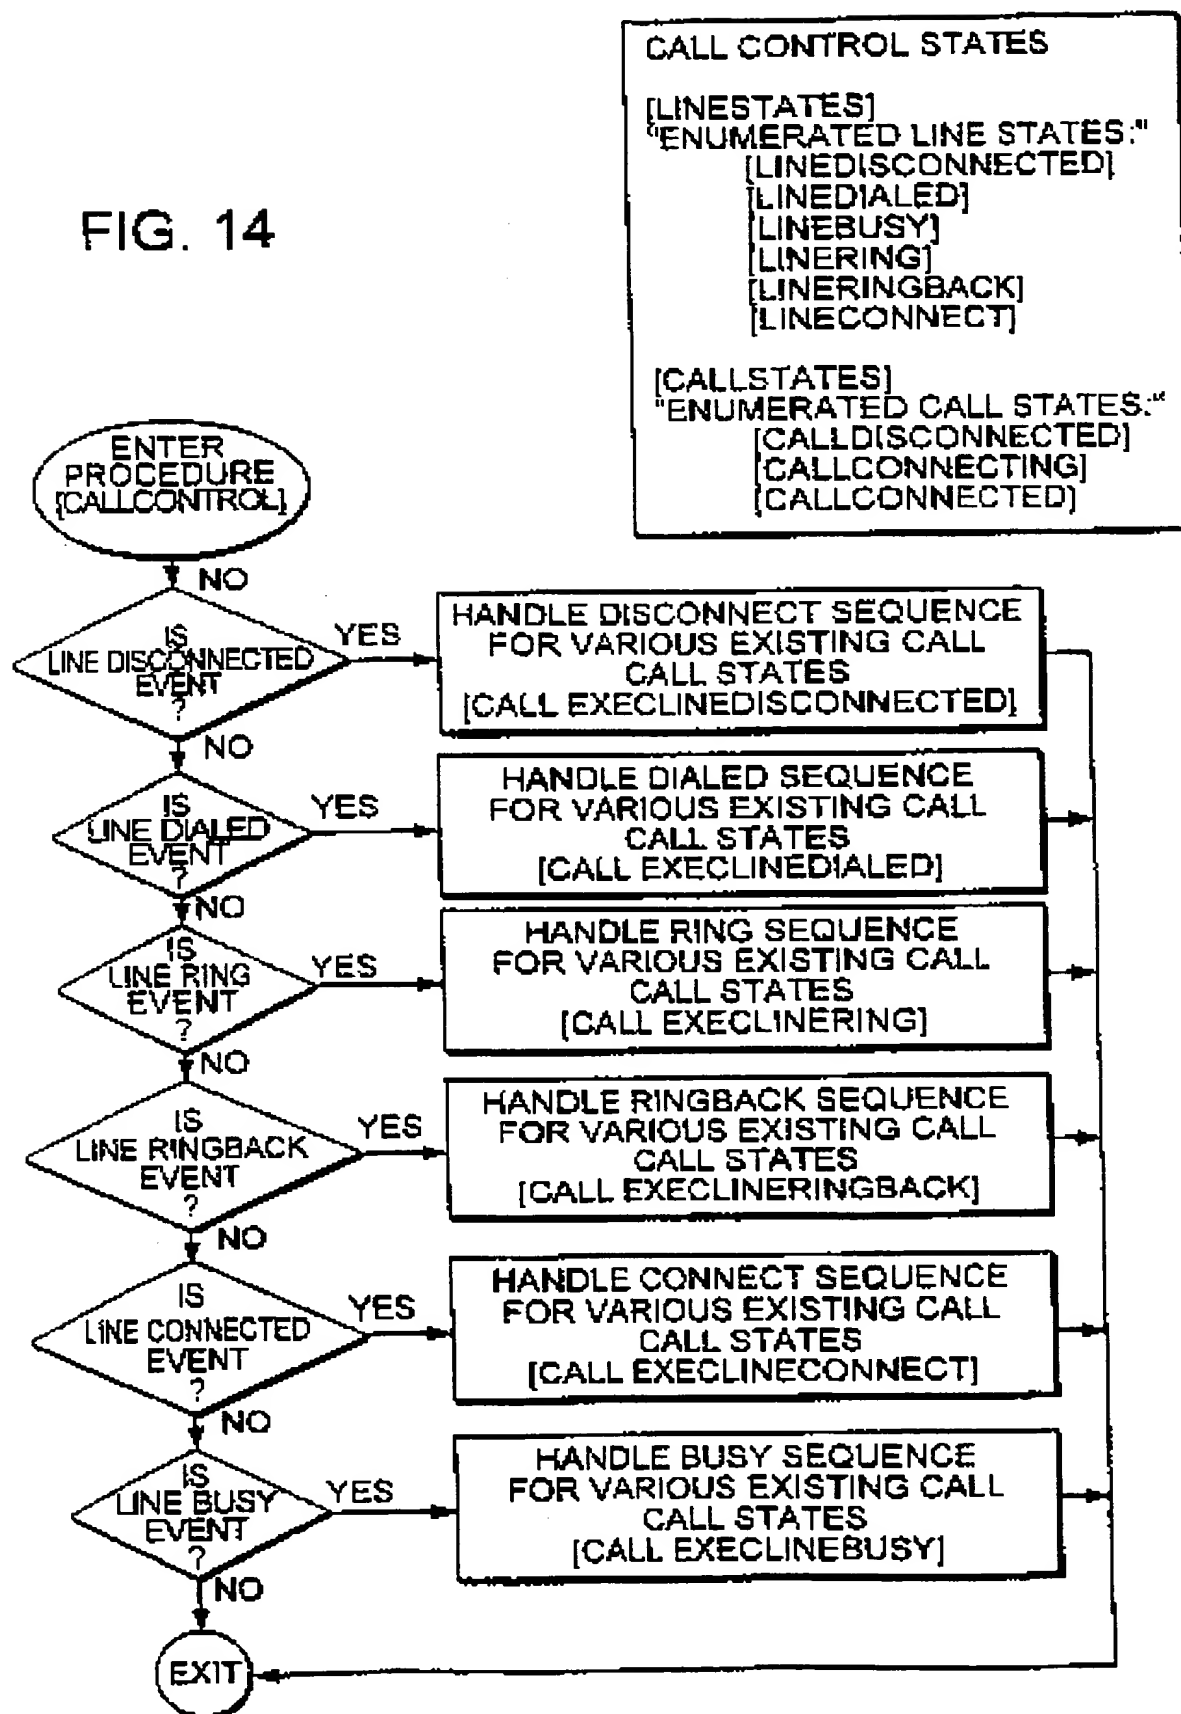 CALL CONTROL STATES
[LINESTATES]
"ENUMERATED LINE STATES:"
[LINEDISCONNECTED]
[LINEDIALED]
[LINEBUSY]
[LINERING]
[LINERINGBACK]
[LINECONNECT]
[CALLSTATES]
"ENUMERATED CALL STATES:"
[CALLDISCONNECTED]
[CALLCONNECTING]
[CALLCONNECTED]
FIG. 14
ENTER
PROCEDURE
[CALLCONTROL]
NO
IS
LINE DISCONNECTED
EVENT
?
YES
HANDLE DISCONNECT SEQUENCE
FOR VARIOUS EXISTING CALL
CALL STATES
[CALL EXECLINEDISCONNECTED]
NO
IS
LINE DIALED
EVENT
?
YES
HANDLE DIALED SEQUENCE
FOR VARIOUS EXISTING CALL
CALL STATES
[CALL EXECLINEDIALED]
NO
IS
LINE RING
EVENT
?
YES
HANDLE RING SEQUENCE
FOR VARIOUS EXISTING CALL
CALL STATES
[CALL EXECLINERING]
NO
IS
LINE RINGBACK
EVENT
?
YES
HANDLE RINGBACK SEQUENCE
FOR VARIOUS EXISTING CALL
CALL STATES
[CALL EXECLINERINGBACK]
NO
IS
LINE CONNECTED
EVENT
?
YES
HANDLE CONNECT SEQUENCE
FOR VARIOUS EXISTING CALL
CALL STATES
[CALL EXECLINECONNECT]
NO
IS
LINE BUSY
EVENT
?
YES
HANDLE BUSY SEQUENCE
FOR VARIOUS EXISTING CALL
CALL STATES
[CALL EXECLINEBUSY]
NO
EXIT